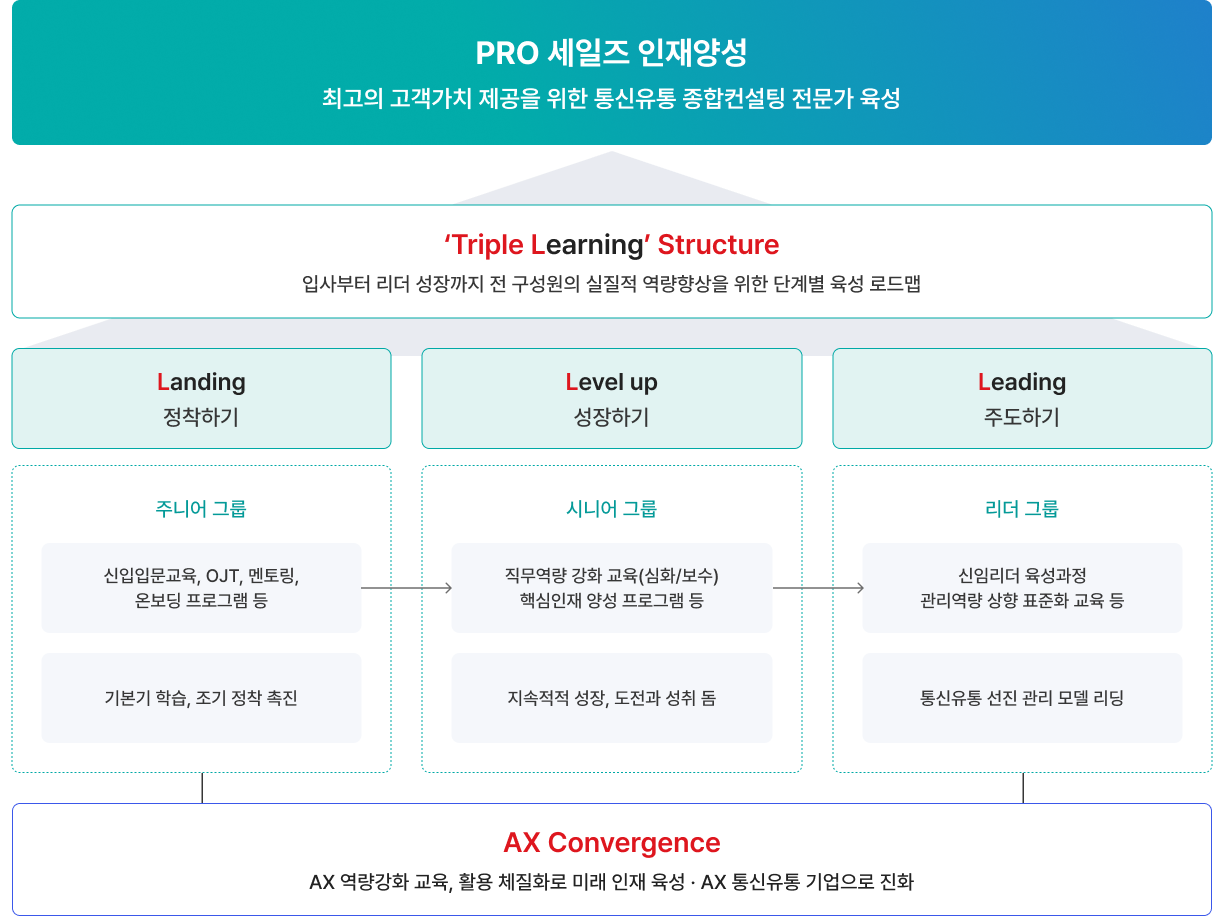 PRO 세일즈 인재양성
최고의 고객가치 제공을 위한 통신유통 종합컨설팅 전문가 육성
‘Triple Learning’ Structure
입사부터 리더 성장까지 전 구성원의 실질적 역량향상을 위한 단계별 육성 로드맵
Landing
정착하기
주니어 그룹
신입입문교육, OJT, 멘토링,
온보딩 프로그램 등
기본기 학습, 조기 정착 촉진
Level up
성장하기
시니어 그룹
직무역량 강화 교육(심화/보수)
핵심인재 양성 프로그램 등
지속적적 성장, 도전과 성취 돔
Leading
주도하기
리더 그룹
신임리더 육성과정
관리역량 상향 표준화 교육 등
통신유통 선진 관리 모델 리딩
AX Convergence
AX 역량강화 교육, 활용 체질화로 미래 인재 육성 · AX 통신유통 기업으로 진화